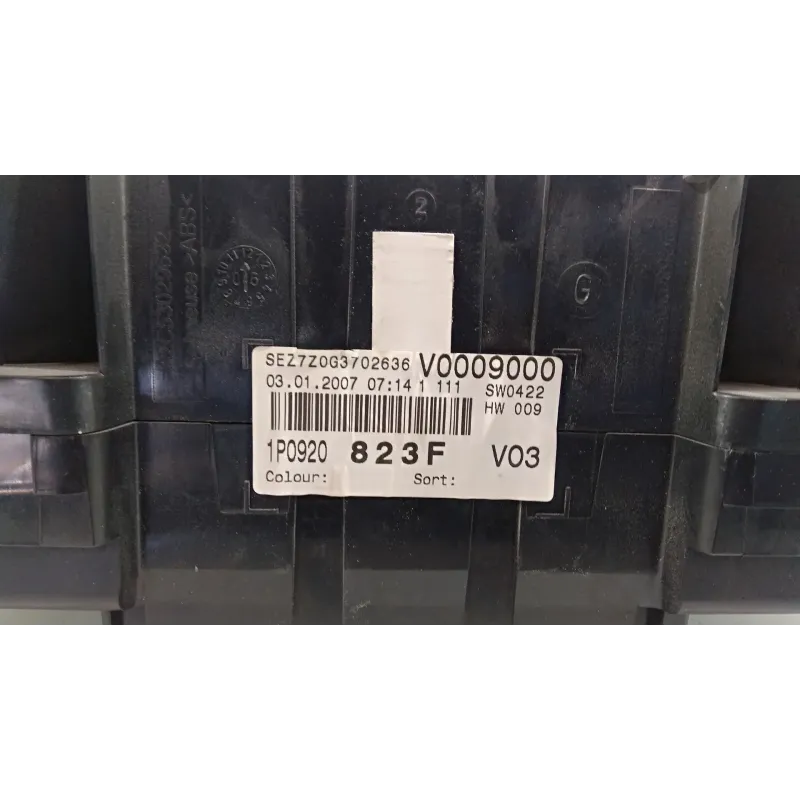 2
G
>ABS<
SEZ7Z0G3702636 V0009000
03.01.2007 07:14 1 111 SW0422
HW 009
1P0920 823F V03
Colour: Sort: